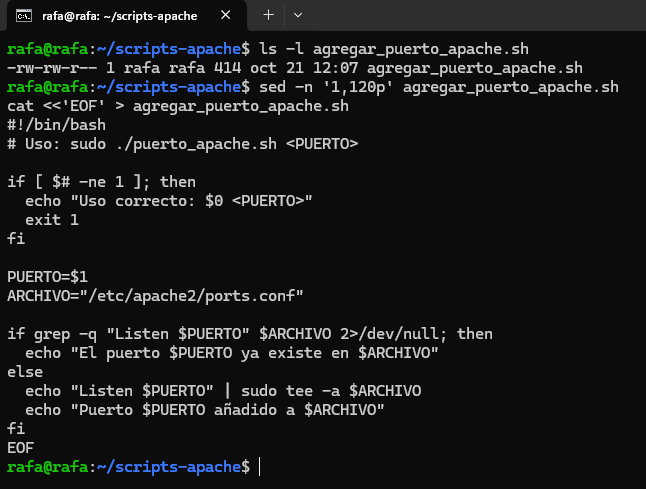 rafa@rafa: ~/scripts-apache
rafa@rafa:~/scripts-apache$ ls -l agregar_puerto_apache.sh
-rw-rw-r-- 1 rafa rafa 414 oct 21 12:07 agregar_puerto_apache.sh
rafa@rafa:~/scripts-apache$ sed -n '1,120p' agregar_puerto_apache.sh
cat <<'EOF' > agregar_puerto_apache.sh
#!/bin/bash
# Uso: sudo ./puerto_apache.sh <PUERTO>

if [ $# -ne 1 ]; then
  echo "Uso correcto: $0 <PUERTO>"
  exit 1
fi

PUERTO=$1
ARCHIVO="/etc/apache2/ports.conf"

if grep -q "Listen $PUERTO" $ARCHIVO 2>/dev/null; then
  echo "El puerto $PUERTO ya existe en $ARCHIVO"
else
  echo "Listen $PUERTO" | sudo tee -a $ARCHIVO
  echo "Puerto $PUERTO añadido a $ARCHIVO"
fi
EOF
rafa@rafa:~/scripts-apache$